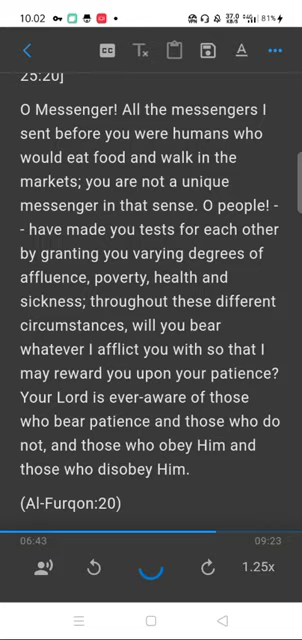 10.02
37.0
KB/S
4G
81%
CC
A
25:20]
O Messenger! All the messengers I
sent before you were humans who
would eat food and walk in the
markets; you are not a unique
messenger in that sense. O people! -
- have made you tests for each other
by granting you varying degrees of
affluence, poverty, health and
sickness; throughout these different
circumstances, will you bear
whatever I afflict you with so that I
may reward you upon your patience?
Your Lord is ever-aware of those
who bear patience and those who do
not, and those who obey Him and
those who disobey Him.
(Al-Furqon:20)
06:43
09:23
1.25x